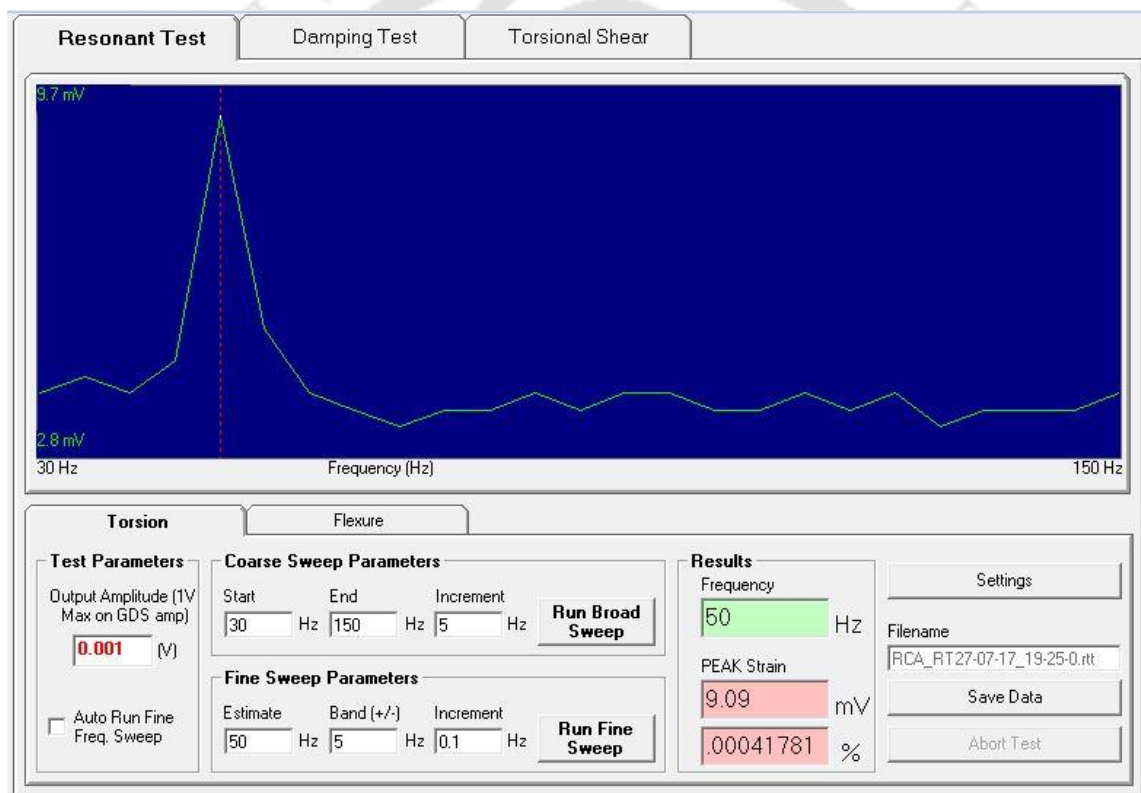 Resonant Test
Damping Test
Torsional Shear
9.7 mV
2.8 mV
30 Hz
Frequency (Hz)
150 Hz
Torsion
Flexure
Test Parameters
Output Amplitude (1V
Max on GDS amp)
0.001 (V)
Auto Run Fine
Freq. Sweep
Coarse Sweep Parameters
Start End Increment
30 Hz 150 Hz 5 Hz
Run Broad
Sweep
Fine Sweep Parameters
Estimate Band (+/-) Increment
50 Hz 5 Hz 0.1 Hz
Run Fine
Sweep
Results
Frequency
50 Hz
PEAK Strain
9.09 mV
.00041781 %
Settings
Filename
RCA_RT27-07-17_19-25-0.rtt
Save Data
Abort Test